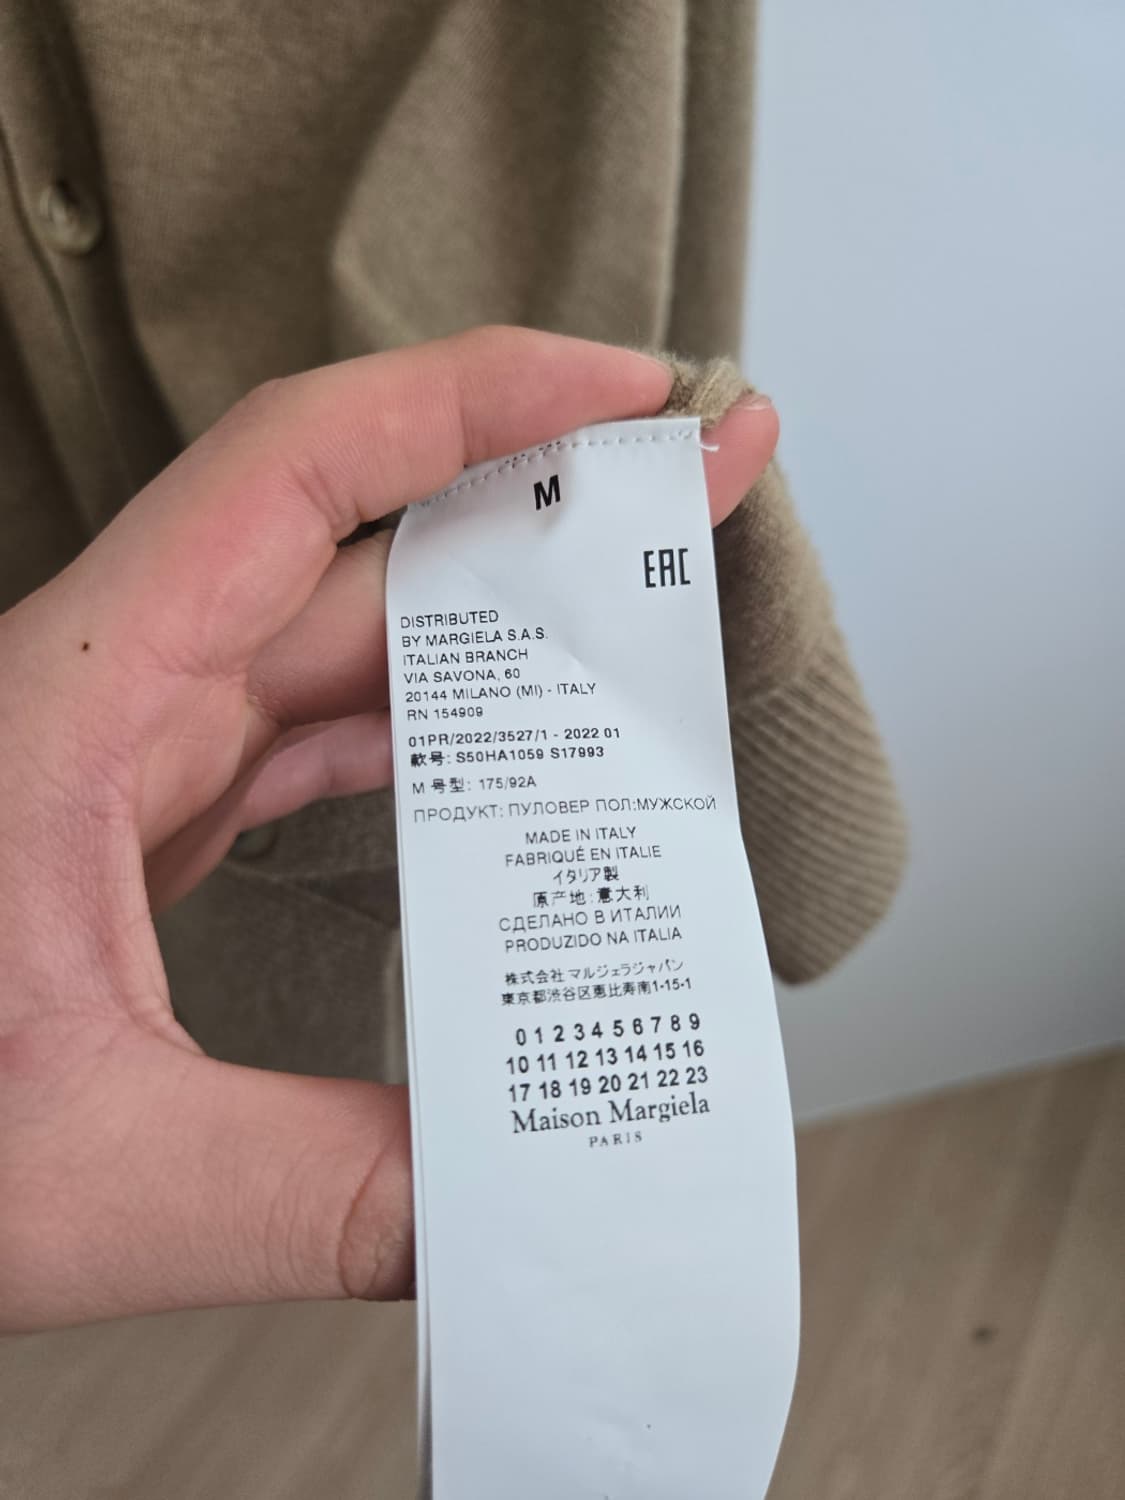 M
EAC
DISTRIBUTED
BY MARGIELA S.A.S.
ITALIAN BRANCH
VIA SAVONA, 60
20144 MILANO (MI) - ITALY
RN 154909
01PR/2022/3527/1 - 2022 01
款号: S50HA1059 S17993
M 号型: 175/92A
ПРОДУКТ: ПУЛОВЕР ПОЛ:МУЖСКОЙ
MADE IN ITALY
FABRIQUÉ EN ITALIE
イタリア製
原产地:意大利
СДЕЛАНО В ИТАЛИИ
PRODUZIDO NA ITALIA
株式会社 マルジェラジャパン
東京都渋谷区恵比寿南1-15-1
0 1 2 3 4 5 6 7 8 9
10 11 12 13 14 15 16
17 18 19 20 21 22 23
Maison Margiela
PARIS